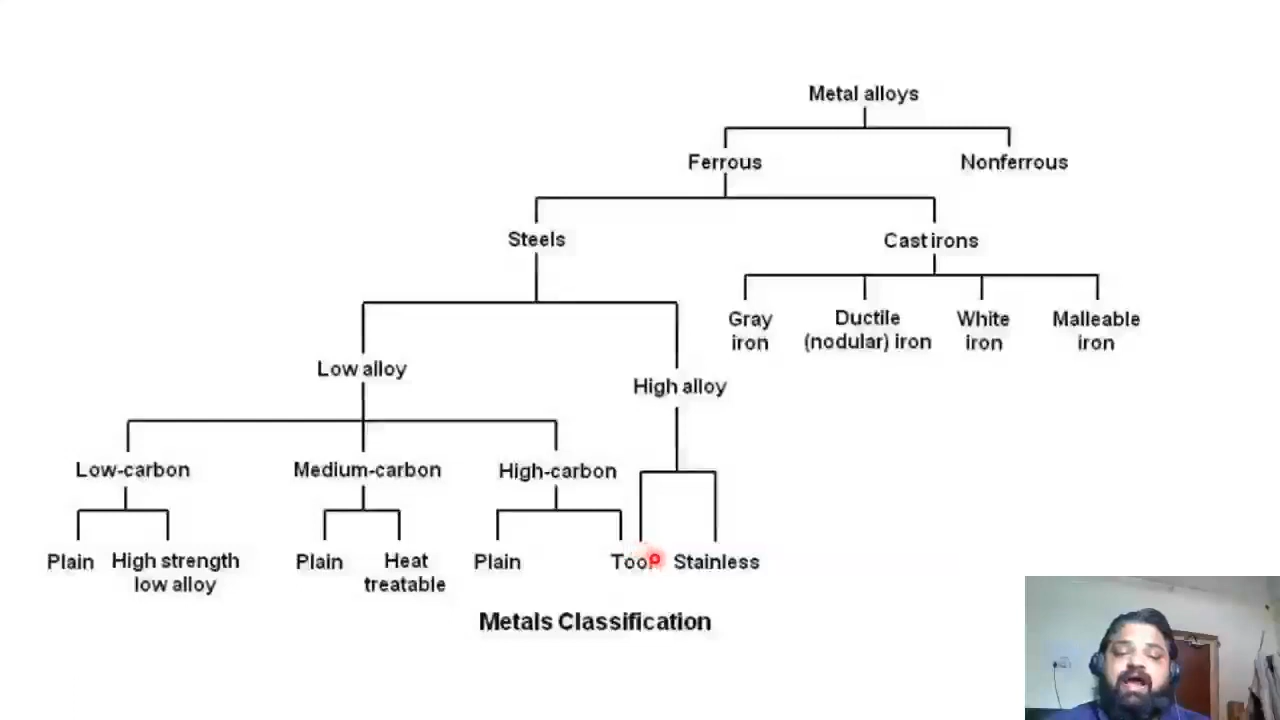 Metal alloys
Ferrous
Nonferrous
Steels
Cast irons
Gray
iron
Ductile
(nodular) iron
White
iron
Malleable
iron
Low alloy
High alloy
Low-carbon
Medium-carbon
High-carbon
Plain
High strength
low alloy
Plain
Heat
treatable
Plain
Tool
Stainless
Metals Classification